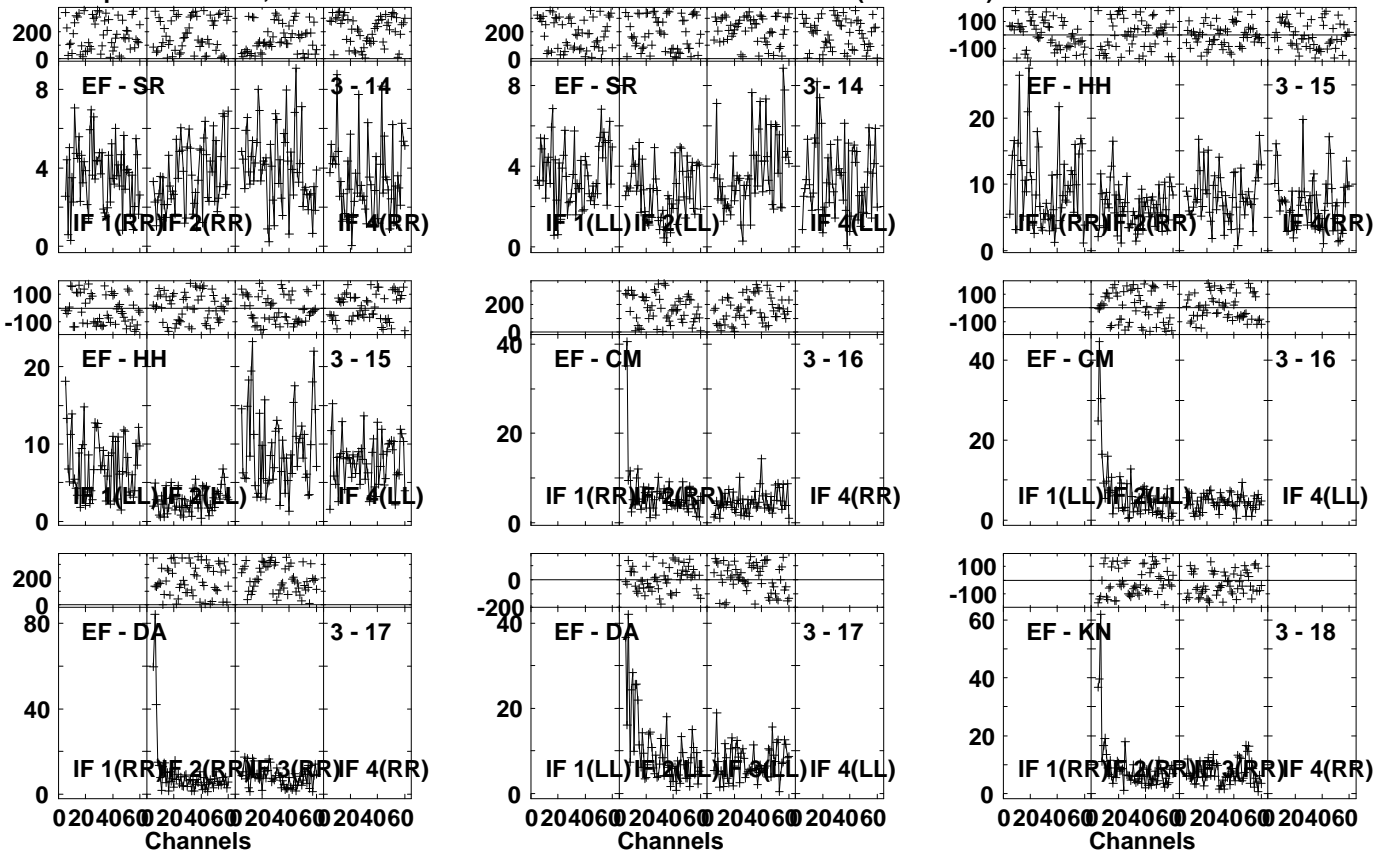 200 200 100
0 0 -100
EF - SR 3 - 14 EF - SR 3 - 14 EF - HH 3 - 15
8 8 20
4 4 10
IF 1(RR) IF 2(RR) IF 4(RR) IF 1(LL) IF 2(LL) IF 4(LL) IF 1(RR) IF 2(RR) IF 4(RR)
0 0 0
100 200 100
-100 0 -100
EF - HH 3 - 15 EF - CM 3 - 16 EF - CM 3 - 16
20 40 40
10 20 20
IF 1(LL) IF 2(LL) IF 4(LL) IF 1(RR) IF 2(RR) IF 4(RR) IF 1(LL) IF 2(LL) IF 4(LL)
0 0 0
200 0 100
0 -200 -100
EF - DA 3 - 17 EF - DA 3 - 17 EF - KN 3 - 18
80 40 60
40 20 40
20
IF 1(RR) IF 2(RR) IF 3(RR) IF 4(RR) IF 1(LL) IF 2(LL) IF 3(LL) IF 4(LL) IF 1(RR) IF 2(RR) IF 3(RR) IF 4(RR)
0 0 0
0 20 40 60 0 20 40 60 0 20 40 60 0 20 40 60 0 20 40 60 0 20 40 60 0 20 40 60 0 20 40 60 0 20 40 60 0 20 40 60 0 20 40 60 0 20 40 60
Channels Channels Channels